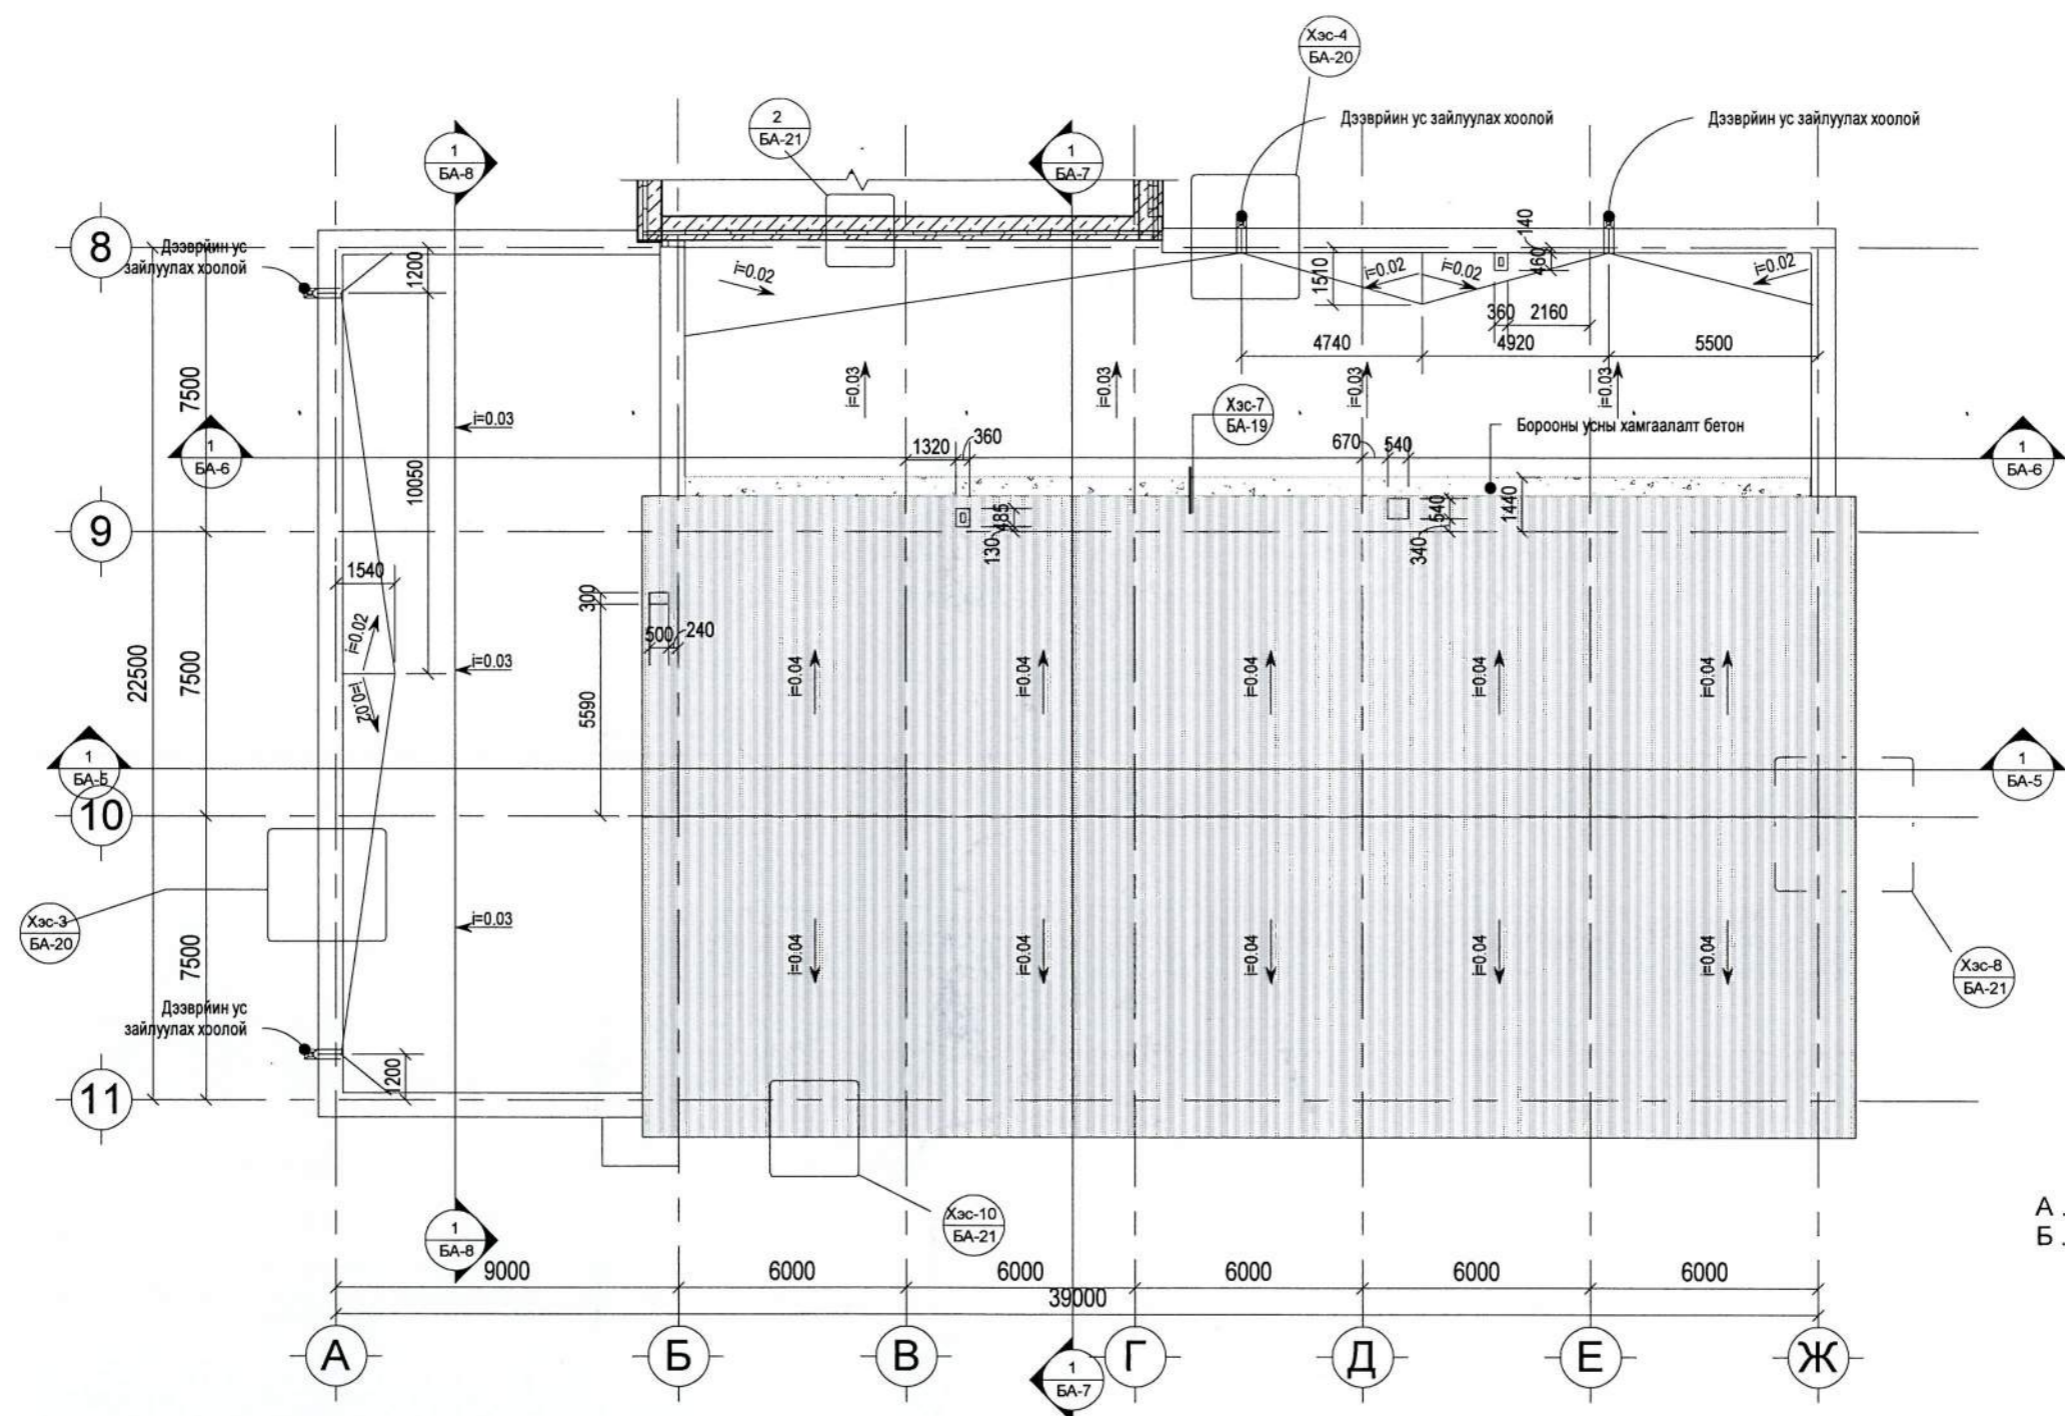 Хэс-4
БА-20
Дээврийн ус зайлуулах хоолой
Дээврийн ус зайлуулах хоолой
2
БА-21
1
БА-8
1
БА-7
8
Дээврийн ус
зайлуулах хоолой
1200
i=0.02
1510
i=0.02
i=0.02
140
460
i=0.02
360
2160
4740
4920
5500
7500
i=0.03
i=0.03
i=0.03
i=0.03
i=0.03
Хэс-7
БА-19
1
БА-6
10050
1320
360
670
540
Борооны усны хамгаалалт бетон
1
БА-6
9
485
130
540
340
1440
1540
300
500
240
i=0.02
i=0.02
i=0.03
22500
7500
5590
i=0.04
i=0.04
i=0.04
i=0.04
i=0.04
1
БА-5
1
БА-5
10
Хэс-3
БА-20
i=0.03
7500
i=0.04
i=0.04
i=0.04
i=0.04
i=0.04
Хэс-8
БА-21
Дээврийн ус
зайлуулах хоолой
11
1200
Хэс-10
БА-21
А .
Б .
1
БА-8
9000
6000
6000
6000
6000
6000
39000
А
Б
В
Г
Д
Е
Ж
1
БА-7